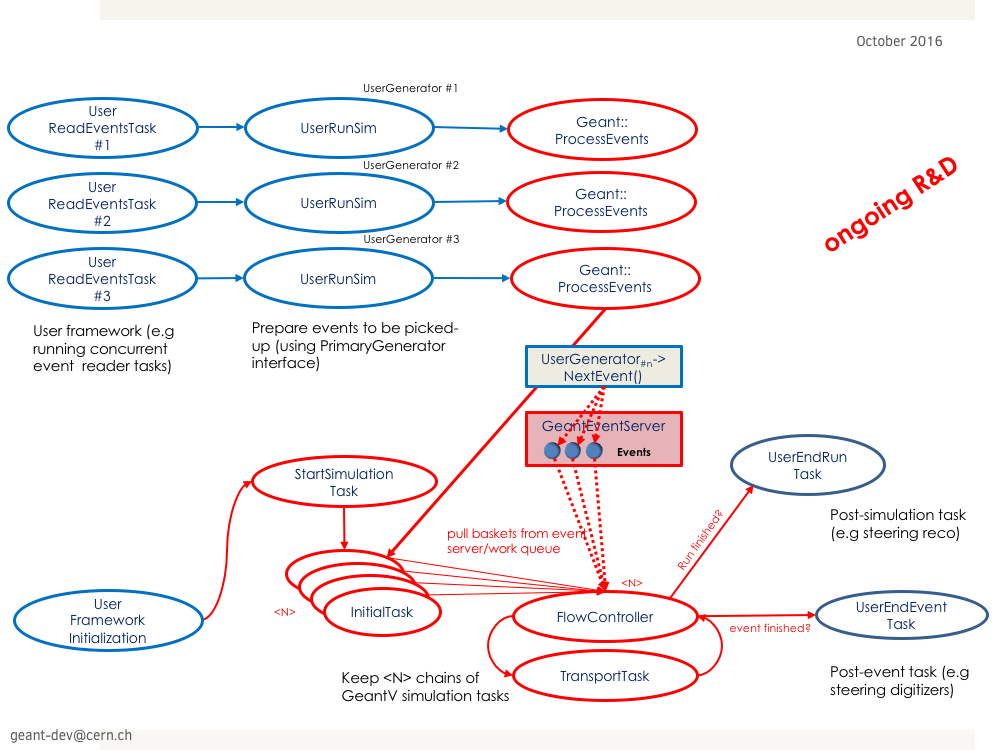 October 2016
UserGenerator #1
User
ReadEventsTask
#1
UserRunSim
Geant::
ProcessEvents
UserGenerator #2
User
ReadEventsTask
#2
UserRunSim
Geant::
ProcessEvents
ongoing R&D
UserGenerator #3
User
ReadEventsTask
#3
UserRunSim
Geant::
ProcessEvents
User framework (e.g
running concurrent
event reader tasks)
Prepare events to be picked-
up (using PrimaryGenerator
interface)
UserGenerator#n->
NextEvent()
GeantEventServer
Events
StartSimulation
Task
UserEndRun
Task
Post-simulation task
(e.g steering reco)
pull baskets from event
server/work queue
Run finished?
<N>
<N>
InitialTask
User
Framework
Initialization
FlowController
UserEndEvent
Task
event finished?
TransportTask
Keep <N> chains of
GeantV simulation tasks
Post-event task (e.g
steering digitizers)
geant-dev@cern.ch